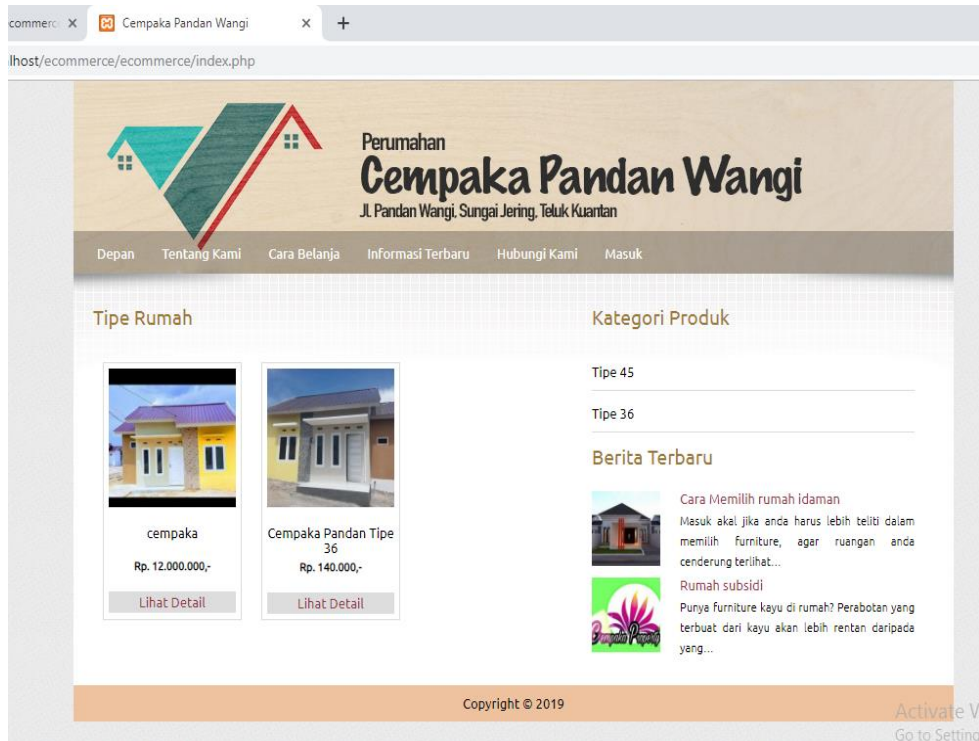 Cempaka Pandan Wangi
lhost/ecommerce/ecommerce/index.php
Perumahan
Cempaka Pandan Wangi
Jl. Pandan Wangi, Sungai Jering, Teluk Kuantan
Depan Tentang Kami Cara Belanja Informasi Terbaru Hubungi Kami Masuk
Tipe Rumah
cempaka
Rp. 12.000.000,-
Lihat Detail
Cempaka Pandan Tipe
36
Rp. 140.000,-
Lihat Detail
Kategori Produk
Tipe 45
Tipe 36
Berita Terbaru
Cara Memilih rumah idaman
Masuk akal jika anda harus lebih teliti dalam
memilih furniture, agar ruangan anda
cenderung terlihat...
Rumah subsidi
Punya furniture kayu di rumah? Perabotan yang
terbuat dari kayu akan lebih rentan daripada
yang...
Copyright © 2019
Activate
Go to Setting